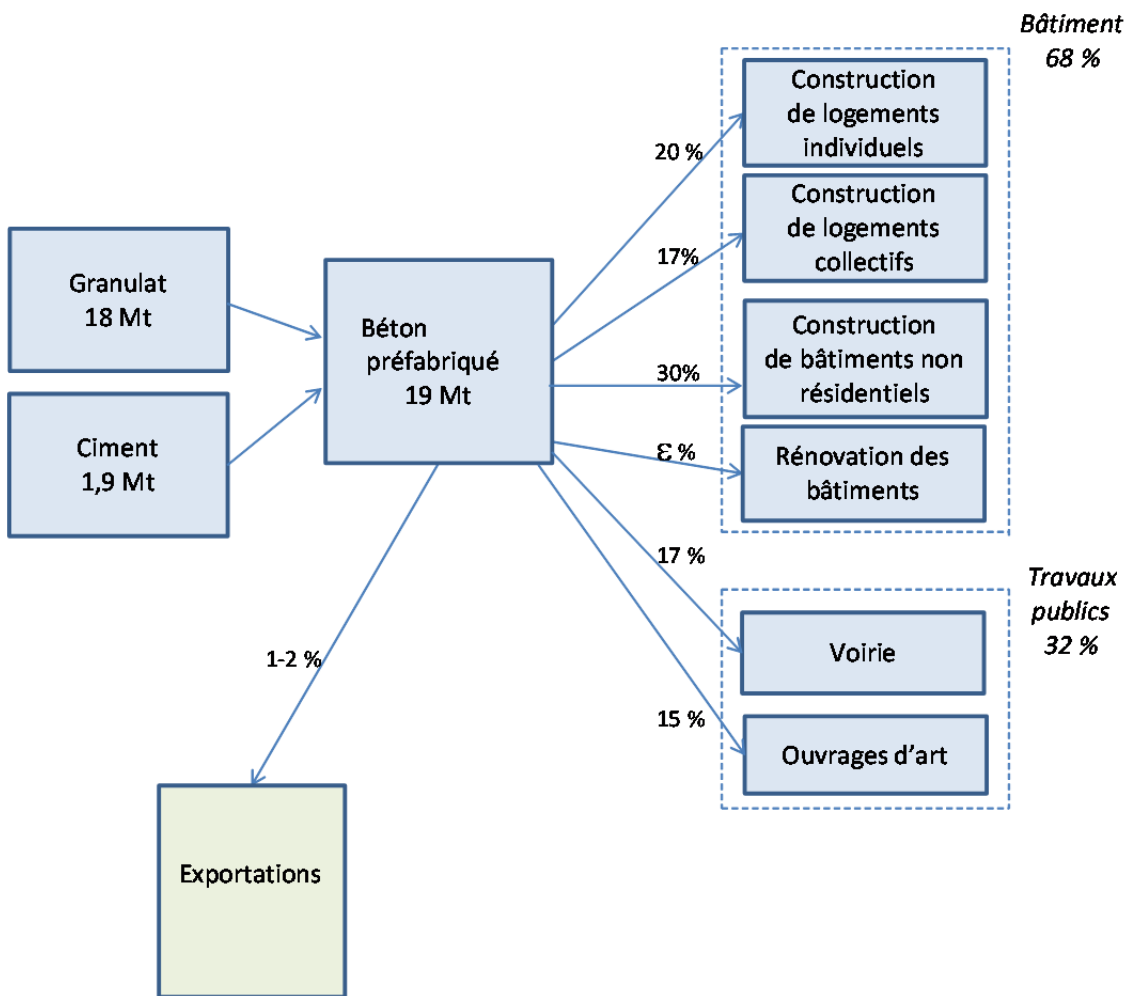 Bâtiment
68 %
Construction
de logements
individuels
20 %
Construction
de logements
collectifs
17%
Granulat
18 Mt
Béton
préfabriqué
19 Mt
Construction
de bâtiments non
résidentiels
30%
Ciment
1,9 Mt
ε %
Rénovation des
bâtiments
17 %
Travaux
publics
32 %
Voirie
1-2 %
15 %
Ouvrages d’art
Exportations